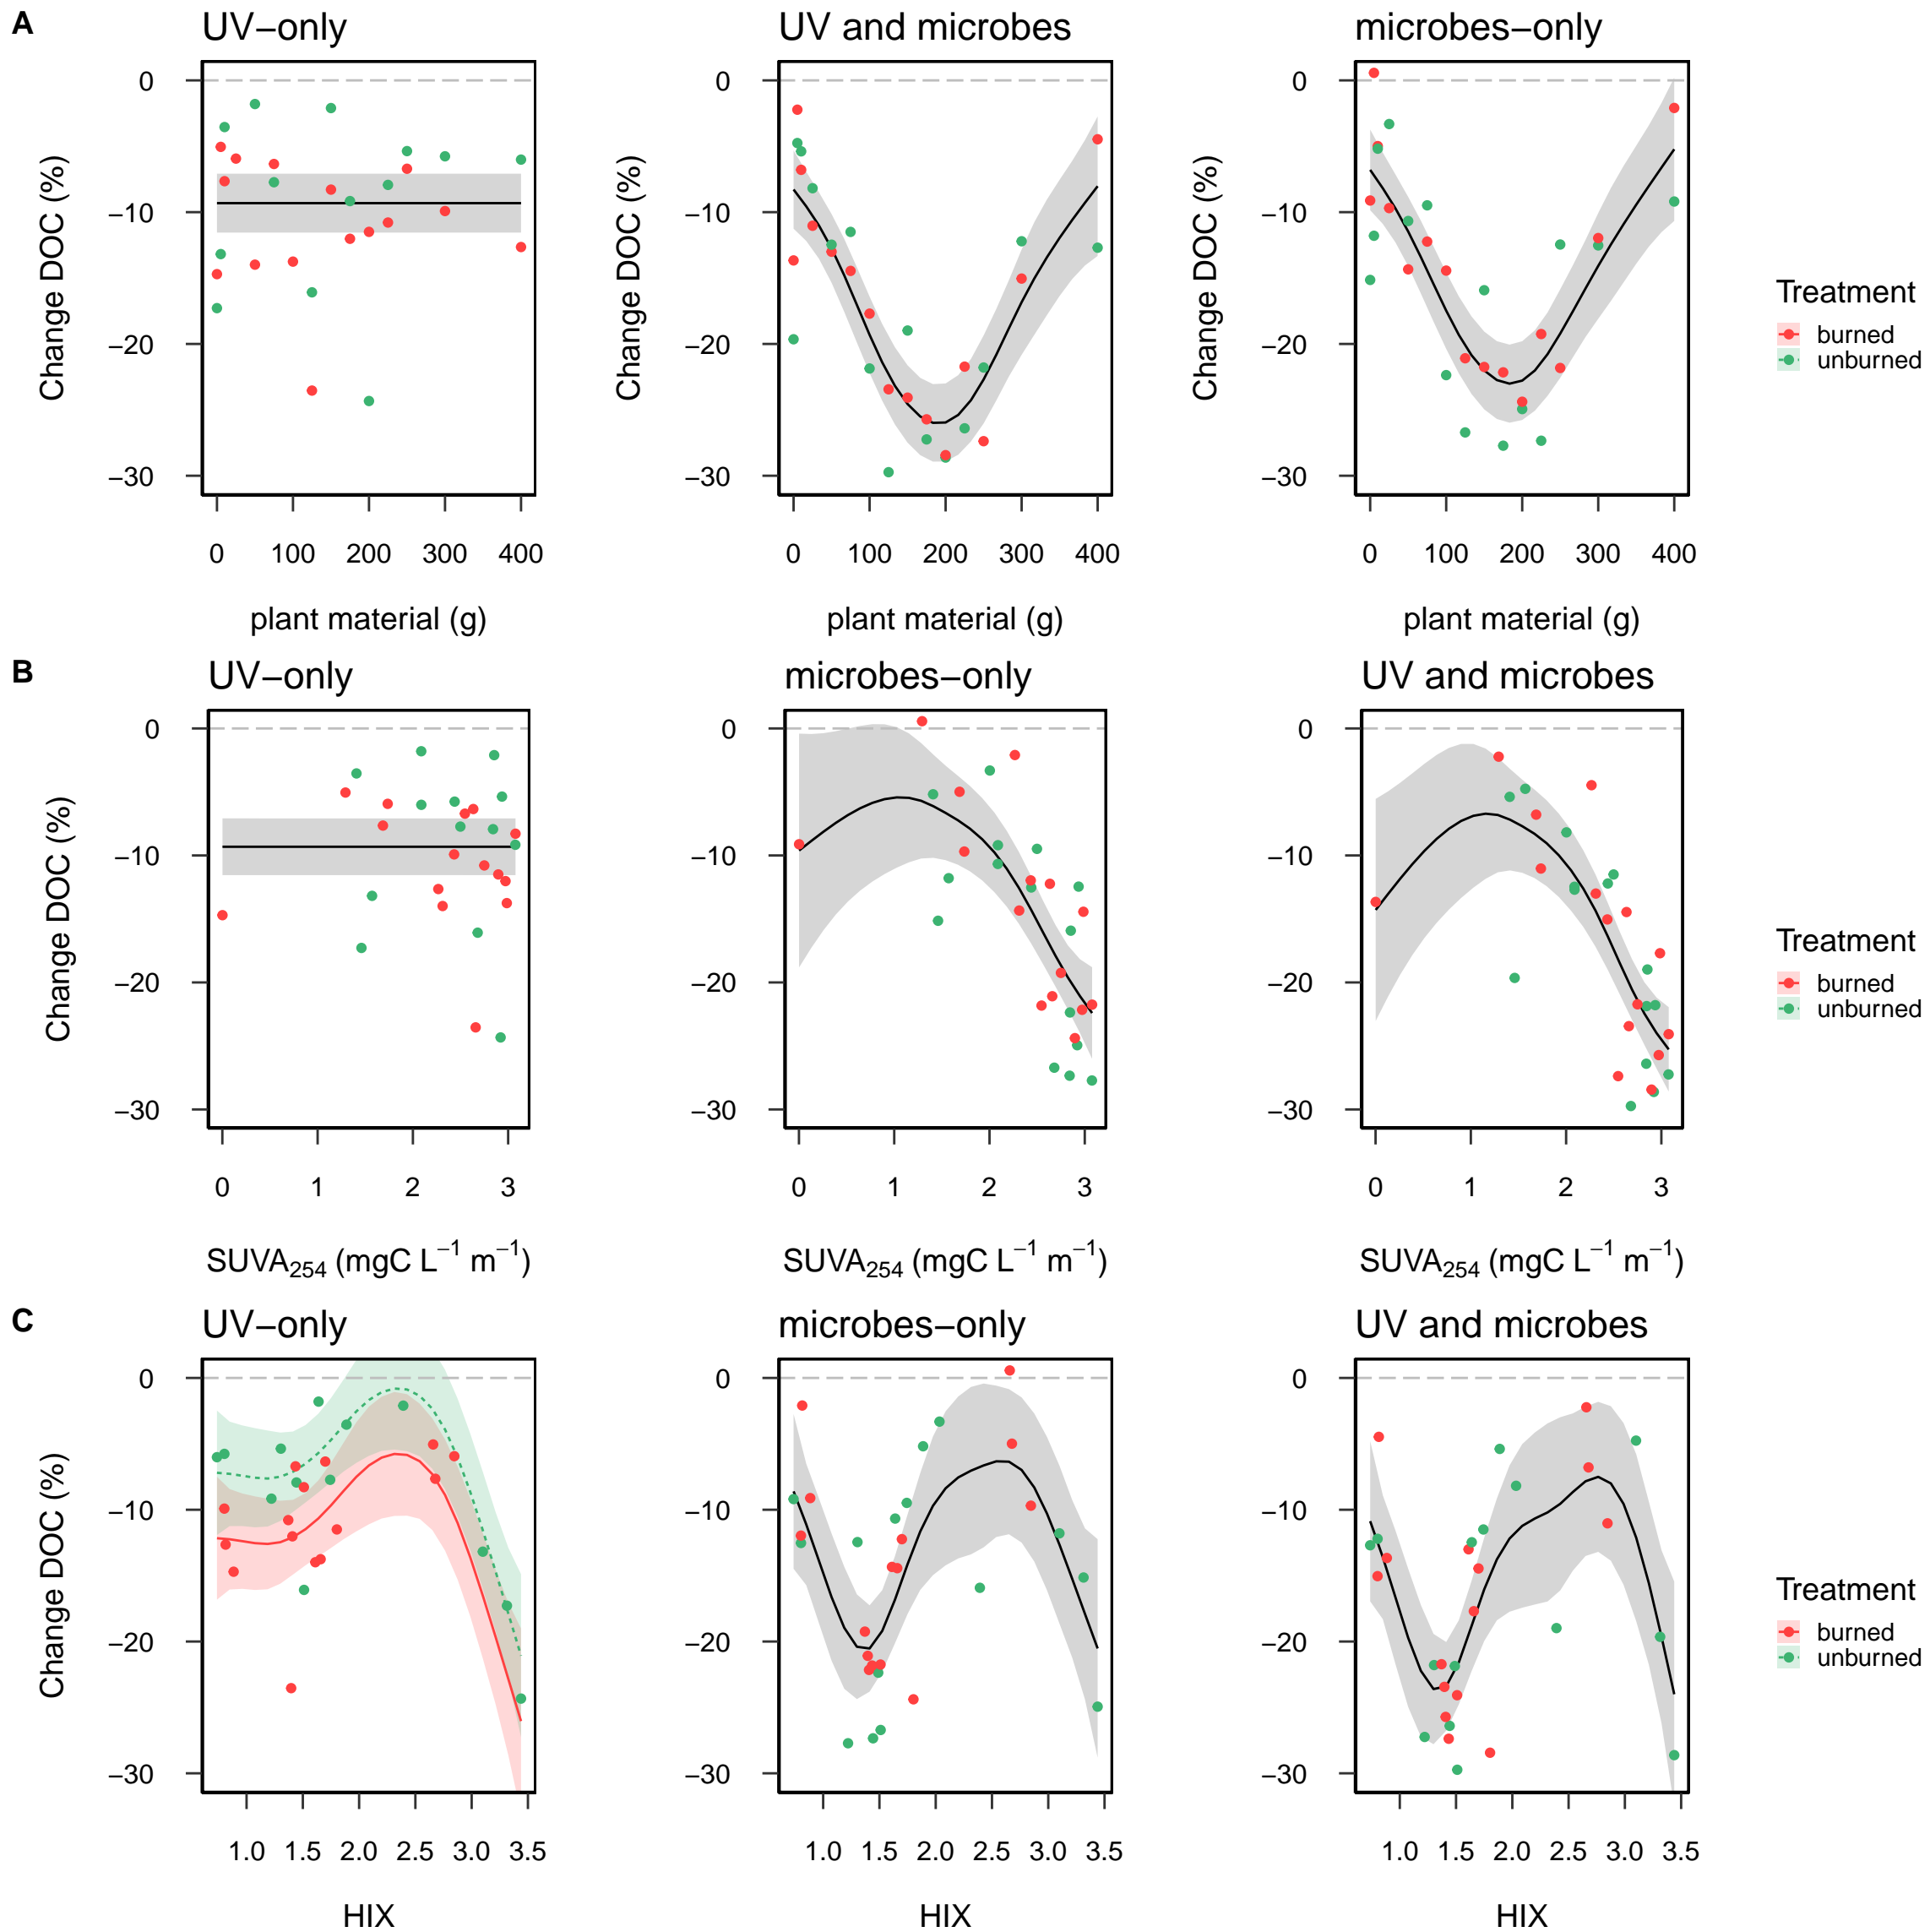 A
UV−only
UV and microbes
microbes−only
Change DOC (%)
0
−10
−20
−30
0 100 200 300 400
plant material (g)
Change DOC (%)
0
−10
−20
−30
0 100 200 300 400
plant material (g)
Change DOC (%)
0
−10
−20
−30
0 100 200 300 400
plant material (g)
Treatment
burned
unburned
B
UV−only
microbes−only
UV and microbes
Change DOC (%)
0
−10
−20
−30
0 1 2 3
SUVA254 (mgC L−1 m−1)
0
−10
−20
−30
0 1 2 3
SUVA254 (mgC L−1 m−1)
0
−10
−20
−30
0 1 2 3
SUVA254 (mgC L−1 m−1)
Treatment
burned
unburned
C
UV−only
microbes−only
UV and microbes
Change DOC (%)
0
−10
−20
−30
1.0 1.5 2.0 2.5 3.0 3.5
HIX
0
−10
−20
−30
1.0 1.5 2.0 2.5 3.0 3.5
HIX
0
−10
−20
−30
1.0 1.5 2.0 2.5 3.0 3.5
HIX
Treatment
burned
unburned